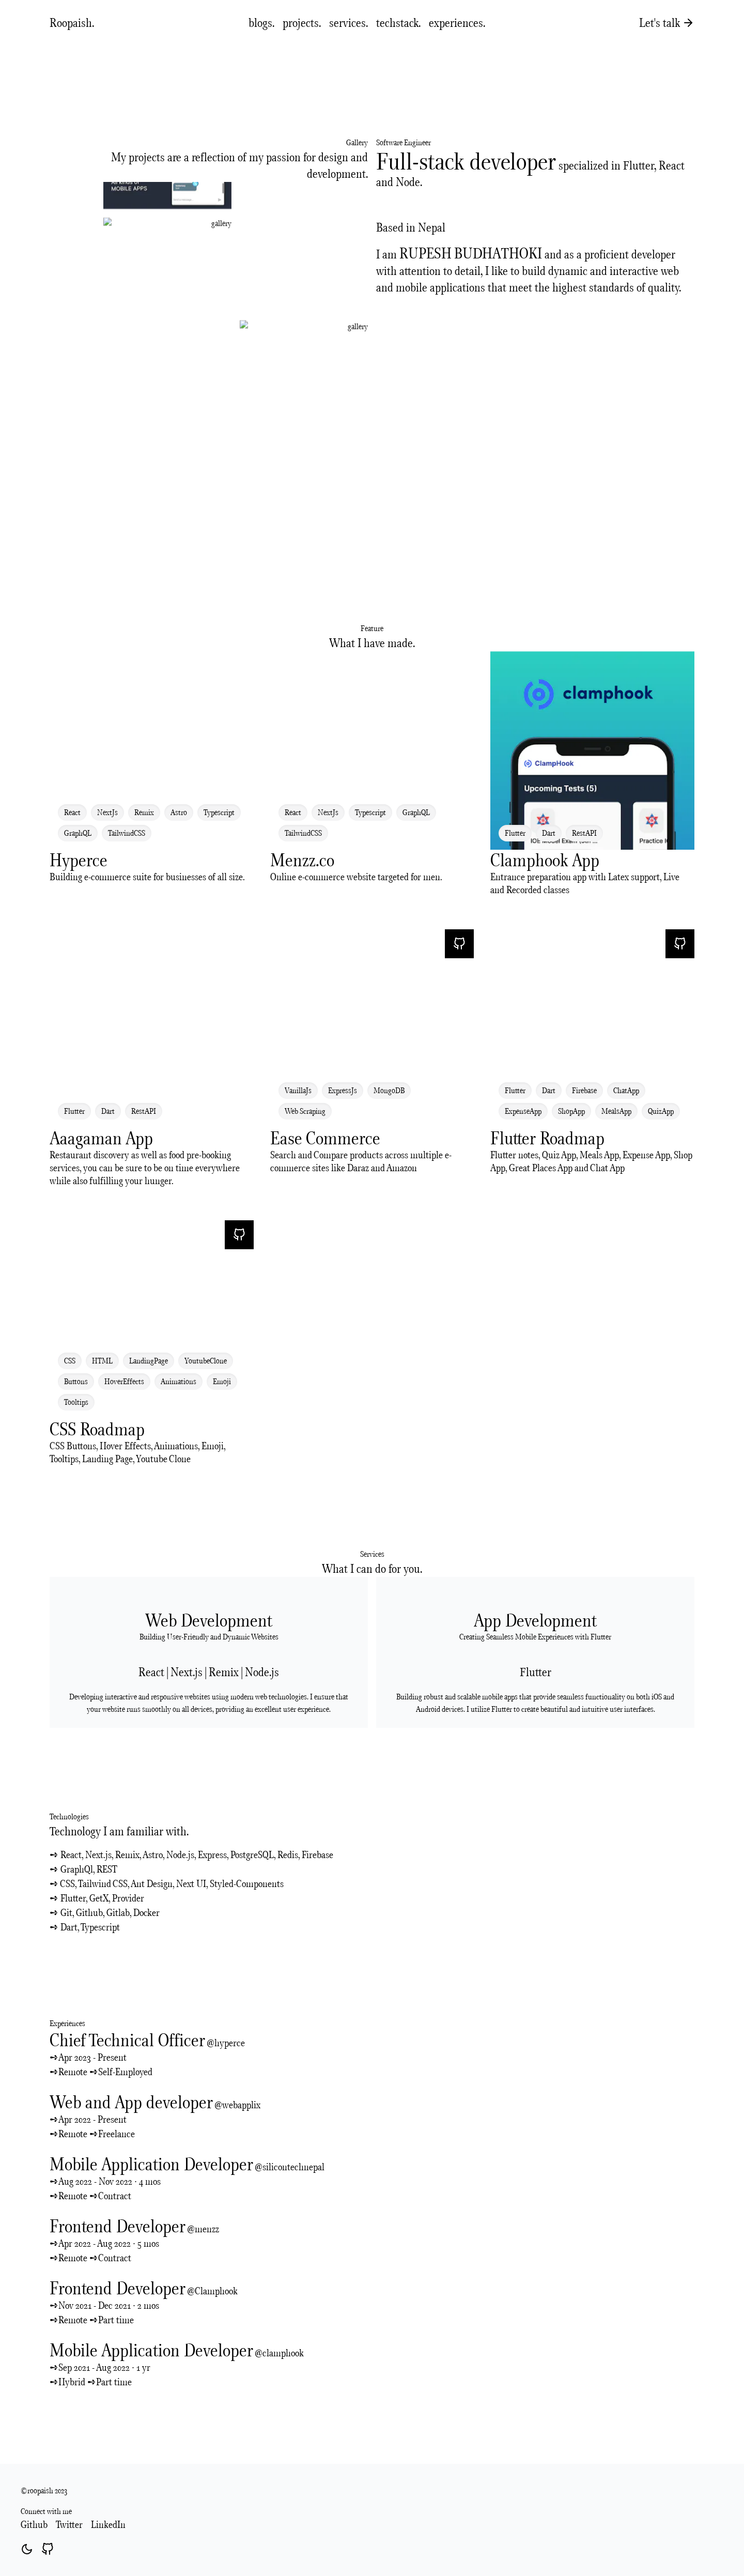 Roopaish.
blogs. projects. services. techstack. experiences.
Let's talk →
Gallery
My projects are a reflection of my passion for design and
development.
MOBILE APPS
gallery
gallery
Software Engineer
Full-stack developer specialized in Flutter, React
and Node.
Based in Nepal
I am RUPESH BUDHATHOKI and as a proficient developer
with attention to detail, I like to build dynamic and interactive web
and mobile applications that meet the highest standards of quality.
Feature
What I have made.
React NextJs Remix Astro Typescript
GraphQL TailwindCSS
Hyperce
Building e-commerce suite for businesses of all size.
React NextJs Typescript GraphQL
TailwindCSS
Menzz.co
Online e-commerce website targeted for men.
clamphook
ClampHook
Upcoming Tests (5)
Flutter Dart RestAPI
Clamphook App
Entrance preparation app with Latex support, Live
and Recorded classes
Flutter Dart RestAPI
Aaagaman App
Restaurant discovery as well as food pre-booking
services, you can be sure to be on time everywhere
while also fulfilling your hunger.
VanillaJs ExpressJs MongoDB
Web Scraping
Ease Commerce
Search and Compare products across multiple e-
commerce sites like Daraz and Amazon
Flutter Dart Firebase ChatApp
ExpenseApp ShopApp MealsApp QuizApp
Flutter Roadmap
Flutter notes, Quiz App, Meals App, Expense App, Shop
App, Great Places App and Chat App
CSS HTML LandingPage YoutubeClone
Buttons HoverEffects Animations Emoji
Tooltips
CSS Roadmap
CSS Buttons, Hover Effects, Animations, Emoji,
Tooltips, Landing Page, Youtube Clone
Services
What I can do for you.
Web Development
Building User-Friendly and Dynamic Websites
React | Next.js | Remix | Node.js
Developing interactive and responsive websites using modern web technologies. I ensure that
your website runs smoothly on all devices, providing an excellent user experience.
App Development
Creating Seamless Mobile Experiences with Flutter
Flutter
Building robust and scalable mobile apps that provide seamless functionality on both iOS and
Android devices. I utilize Flutter to create beautiful and intuitive user interfaces.
Technologies
Technology I am familiar with.
➺ React, Next.js, Remix, Astro, Node.js, Express, PostgreSQL, Redis, Firebase
➺ GraphQl, REST
➺ CSS, Tailwind CSS, Ant Design, Next UI, Styled-Components
➺ Flutter, GetX, Provider
➺ Git, Github, Gitlab, Docker
➺ Dart, Typescript
Experiences
Chief Technical Officer @hyperce
➺Apr 2023 - Present
➺Remote ➺Self-Employed
Web and App developer @webapplix
➺Apr 2022 - Present
➺Remote ➺Freelance
Mobile Application Developer @silicontechnepal
➺Aug 2022 - Nov 2022 · 4 mos
➺Remote ➺Contract
Frontend Developer @menzz
➺Apr 2022 - Aug 2022 · 5 mos
➺Remote ➺Contract
Frontend Developer @Clamphook
➺Nov 2021 - Dec 2021 · 2 mos
➺Remote ➺Part time
Mobile Application Developer @clamphook
➺Sep 2021 - Aug 2022 · 1 yr
➺Hybrid ➺Part time
©roopaish 2023
Connect with me
Github Twitter LinkedIn